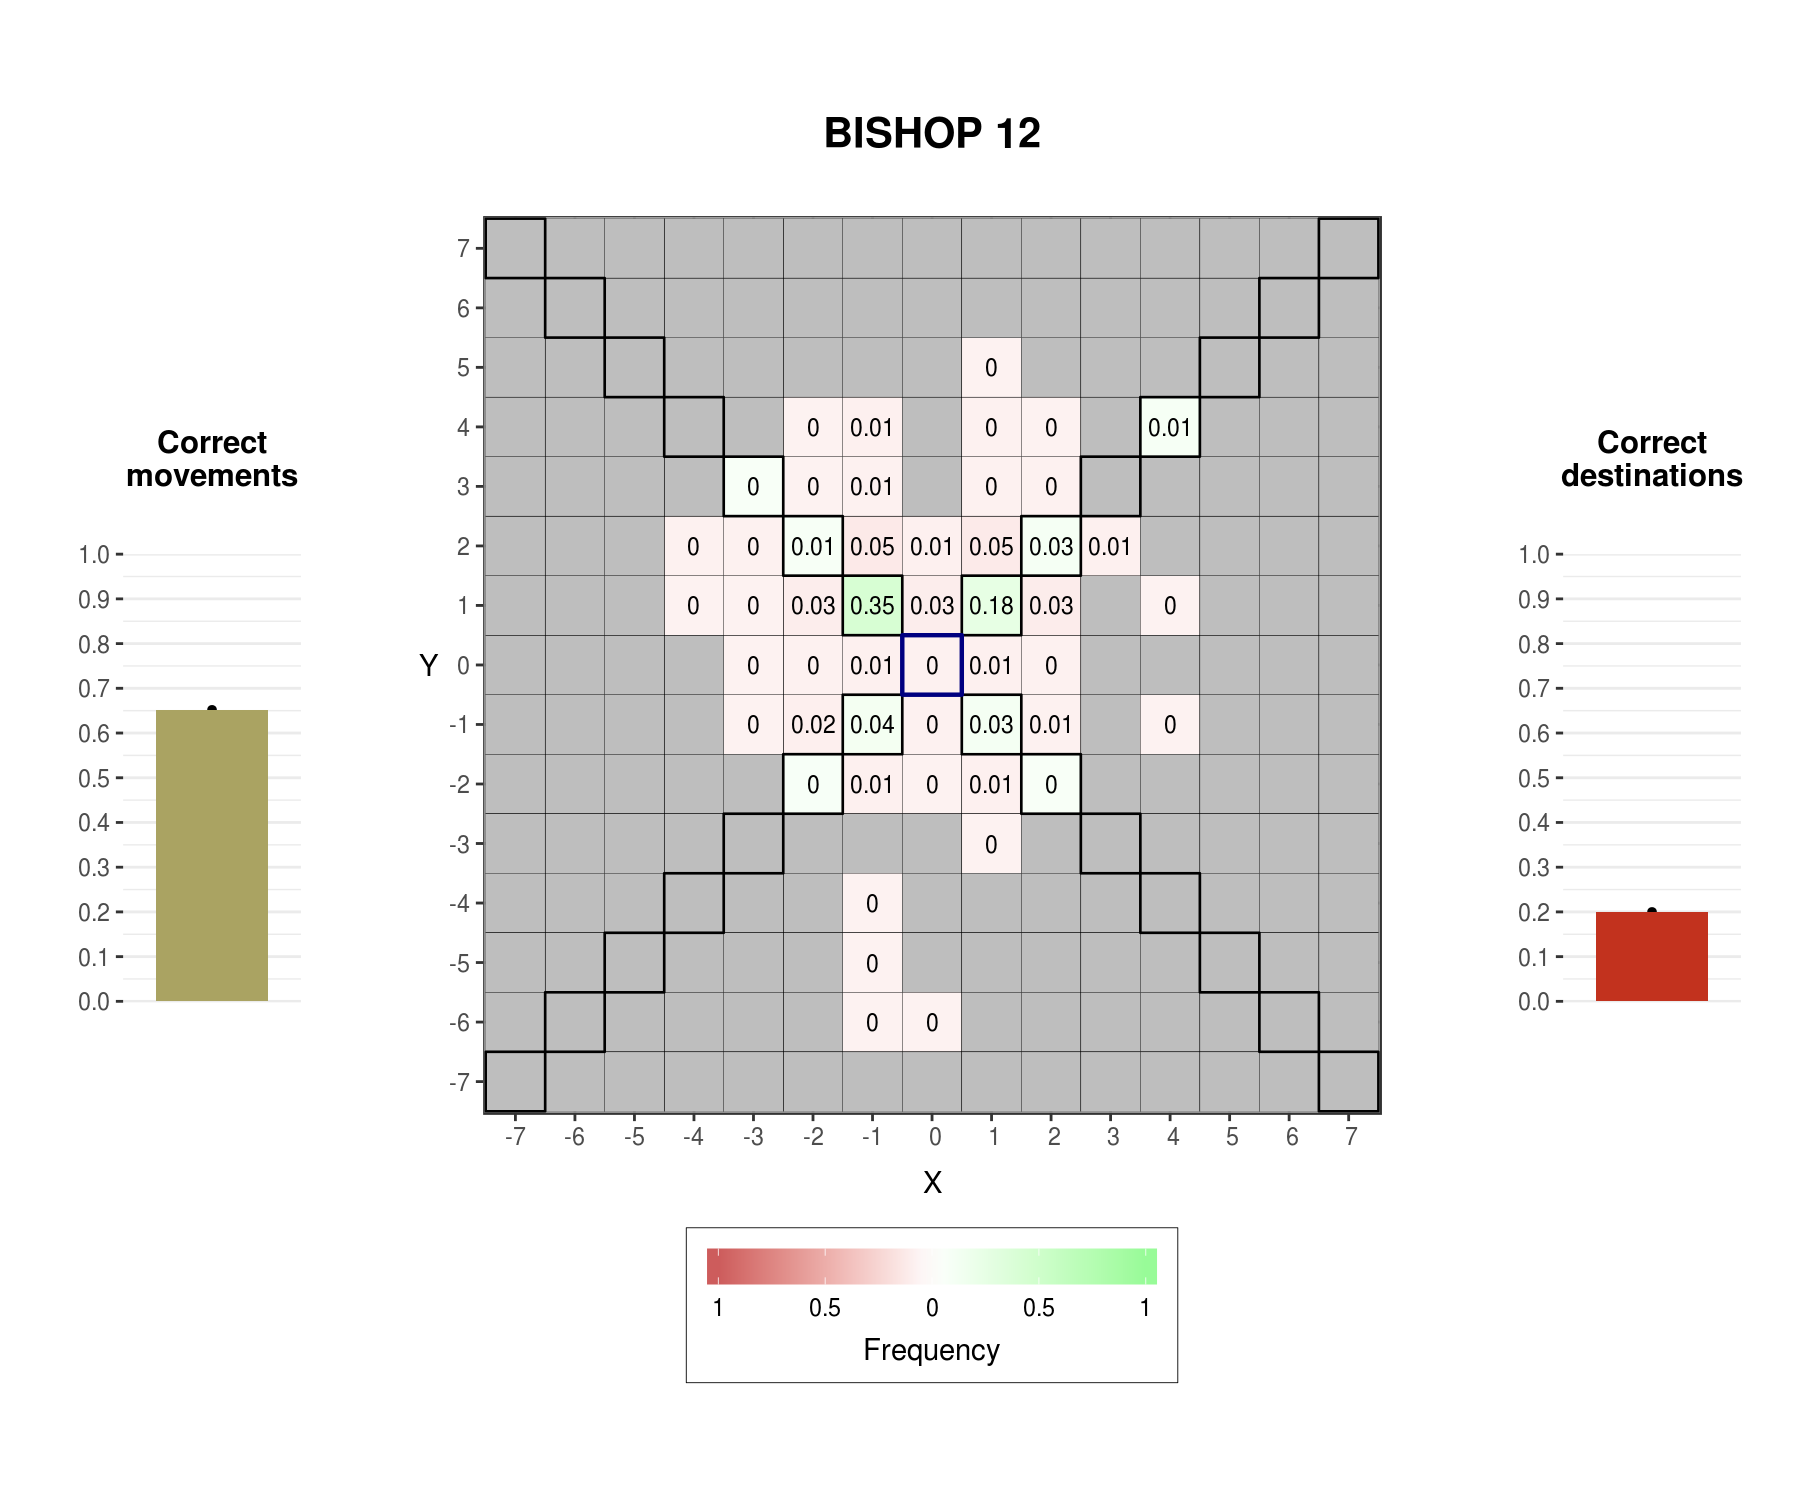 BISHOP 12
Correct
movements
1.0
0.9
0.8
0.7
0.6
0.5
0.4
0.3
0.2
0.1
0.0
Y
7
6
5 0
4 0 0.01 0 0 0.01
3 0 0 0.01 0 0
2 0 0 0.01 0.05 0.01 0.05 0.03 0.01
1 0 0 0.03 0.35 0.03 0.18 0.03 0
0 0 0 0.01 0 0.01 0
-1 0 0.02 0.04 0 0.03 0.01 0
-2 0 0.01 0 0.01 0
-3 0
-4 0
-5 0
-6 0 0
-7
-7 -6 -5 -4 -3 -2 -1 0 1 2 3 4 5 6 7
X
1 0.5 0 0.5 1
Frequency
Correct
destinations
1.0
0.9
0.8
0.7
0.6
0.5
0.4
0.3
0.2
0.1
0.0